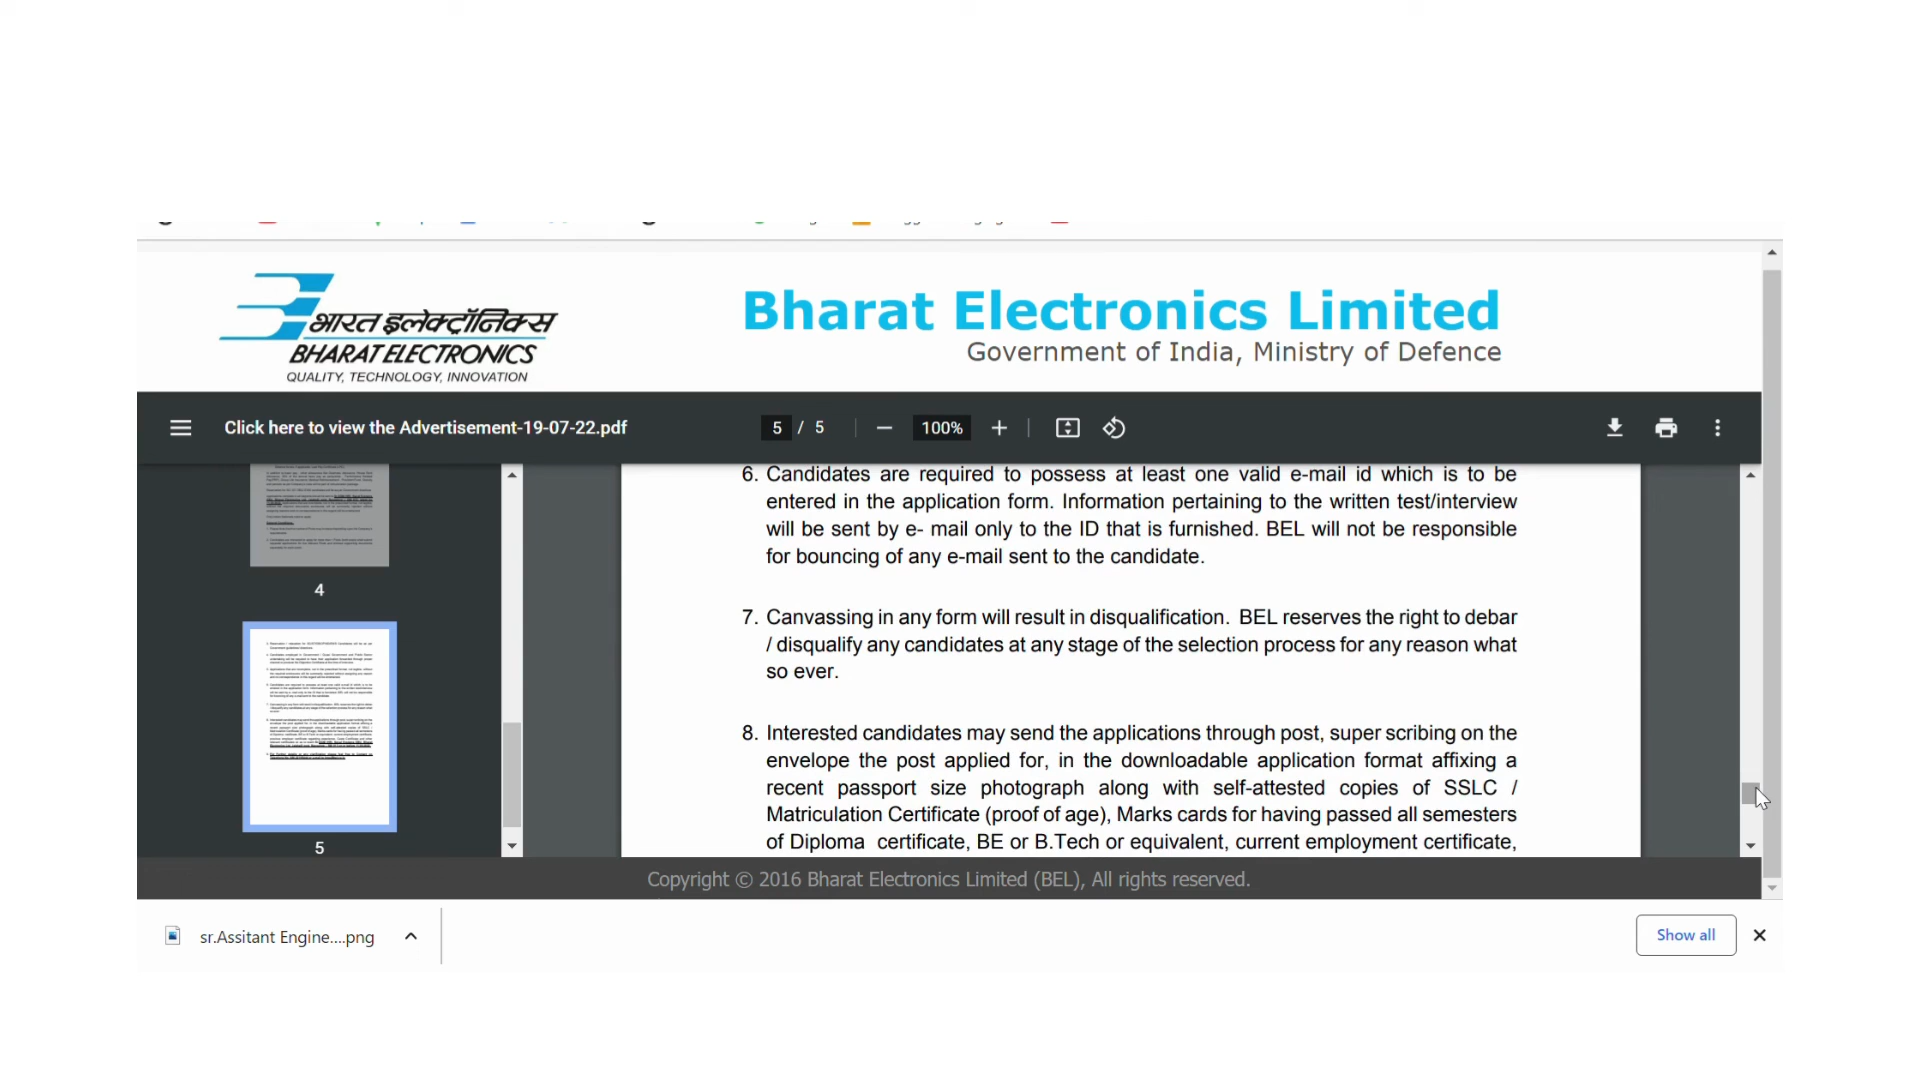 भारत इलेक्ट्रॉनिक्स
BHARAT ELECTRONICS
QUALITY, TECHNOLOGY, INNOVATION
Bharat Electronics Limited
Government of India, Ministry of Defence
Click here to view the Advertisement-19-07-22.pdf
5 / 5
100%
4
5
6. Candidates are required to possess at least one valid e-mail id which is to be
entered in the application form. Information pertaining to the written test/interview
will be sent by e- mail only to the ID that is furnished. BEL will not be responsible
for bouncing of any e-mail sent to the candidate.
7. Canvassing in any form will result in disqualification. BEL reserves the right to debar
/ disqualify any candidates at any stage of the selection process for any reason what
so ever.
8. Interested candidates may send the applications through post, super scribing on the
envelope the post applied for, in the downloadable application format affixing a
recent passport size photograph along with self-attested copies of SSLC /
Matriculation Certificate (proof of age), Marks cards for having passed all semesters
of Diploma certificate, BE or B.Tech or equivalent, current employment certificate,
Copyright © 2016 Bharat Electronics Limited (BEL), All rights reserved.
sr.Assitant Engine....png
Show all